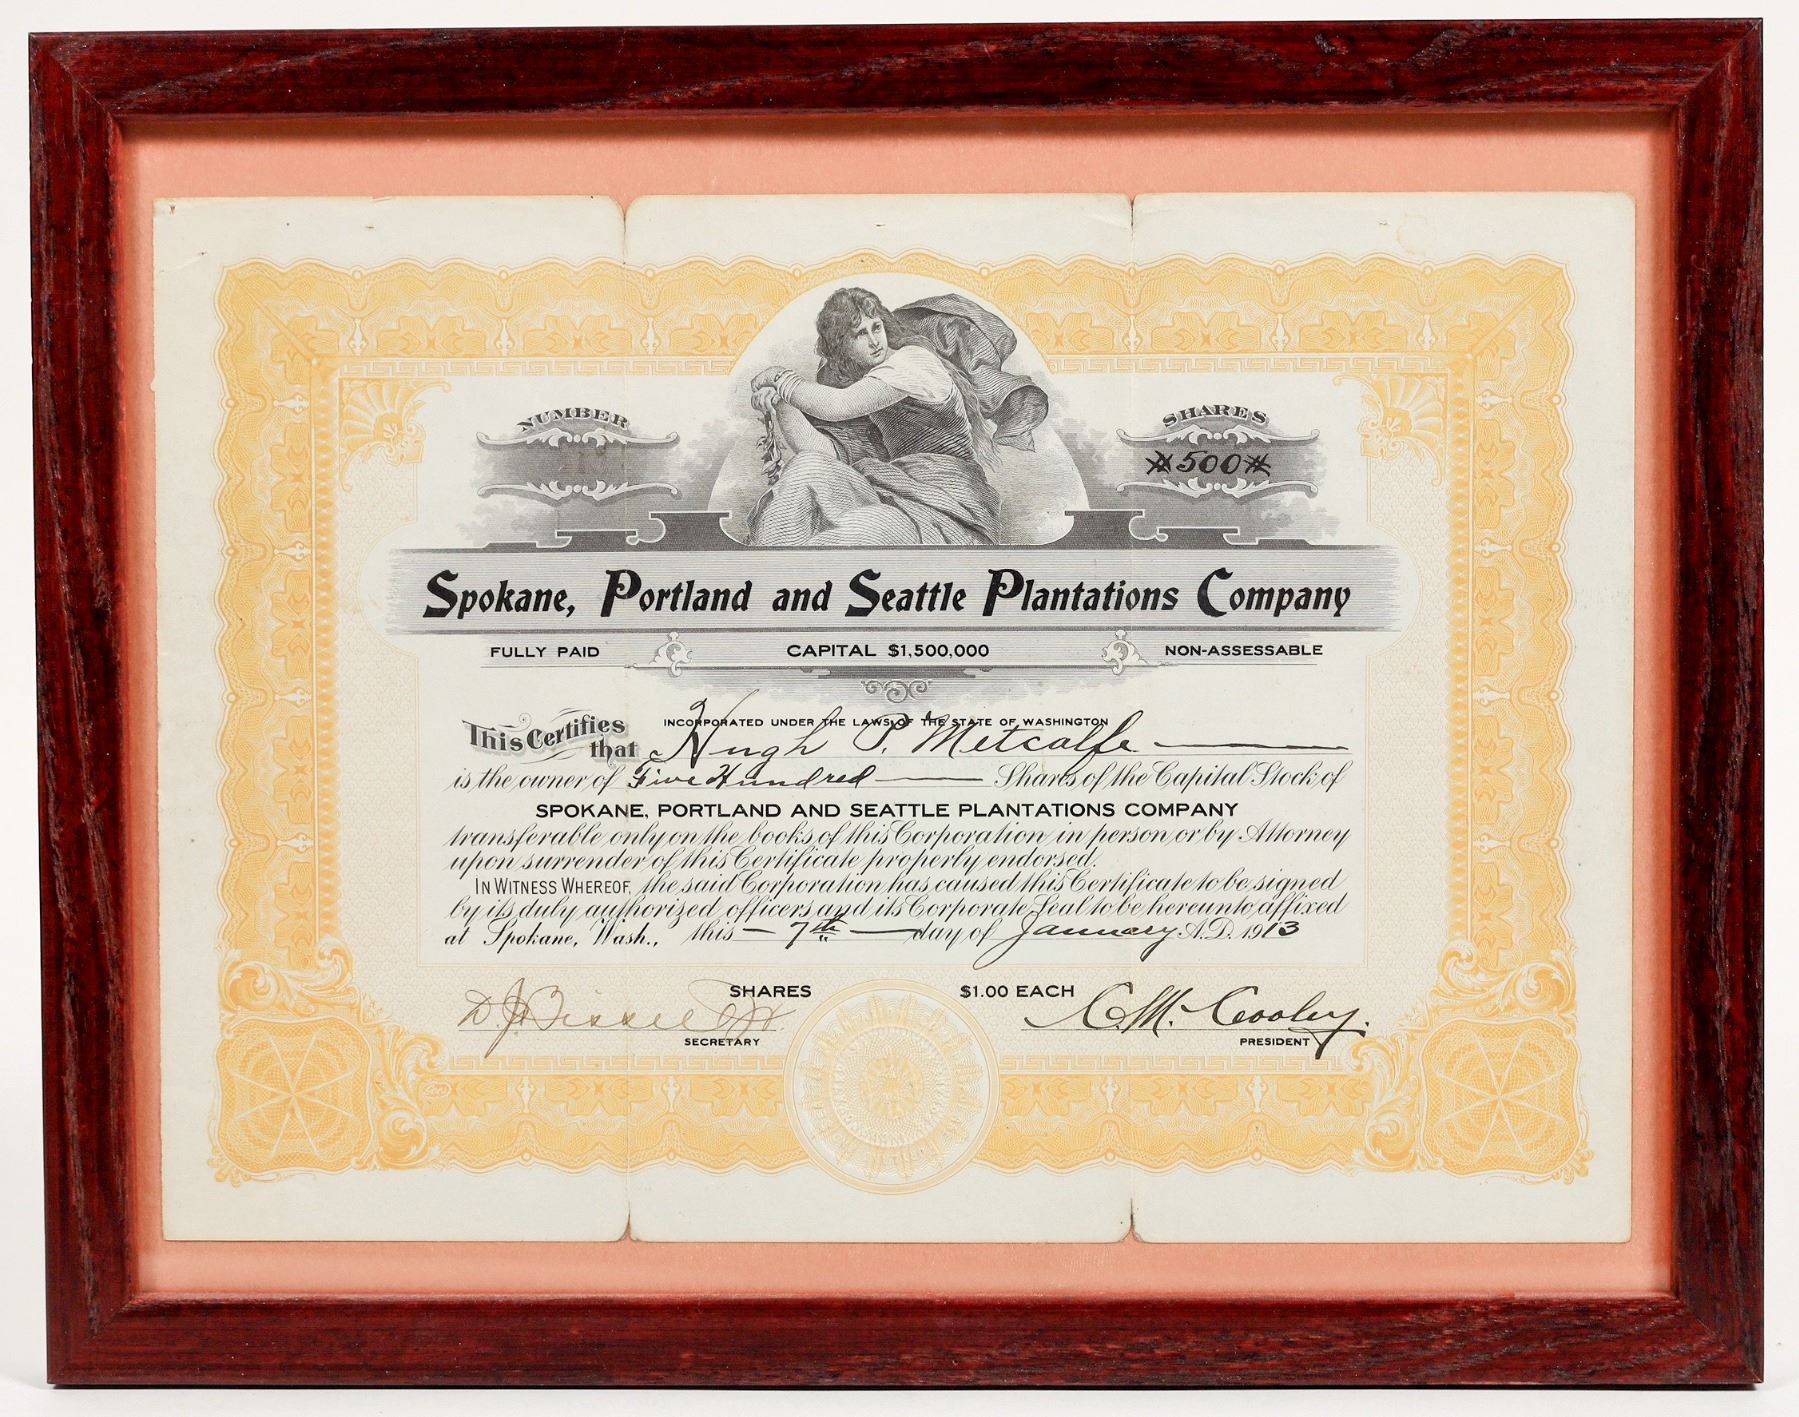 NUMBER
SHARES
500
Spokane, Portland and Seattle Plantations Company
FULLY PAID CAPITAL $1,500,000 NON-ASSESSABLE
INCORPORATED UNDER THE LAWS OF THE STATE OF WASHINGTON
This Certifies that Hugh P. Metcalfe
is the owner of Five Hundred Shares of the Capital Stock of
SPOKANE, PORTLAND AND SEATTLE PLANTATIONS COMPANY
transferable only on the books of this Corporation in person or by Attorney
upon surrender of this Certificate properly endorsed.
IN WITNESS WHEREOF, the said Corporation has caused this Certificate to be signed
by its duly authorized officers and its Corporate Seal to be hereunto affixed
at Spokane, Wash., this 7th day of January A.D. 1913
SHARES $1.00 EACH
C. M. Cooley.
SECRETARY PRESIDENT